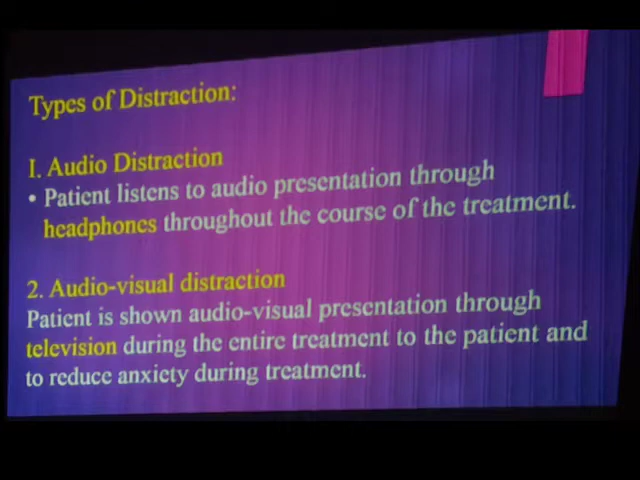 Types of Distraction:
1. Audio Distraction
• Patient listens to audio presentation through
headphones throughout the course of the treatment.
2. Audio-visual distraction
Patient is shown audio-visual presentation through
television during the entire treatment to the patient and
to reduce anxiety during treatment.